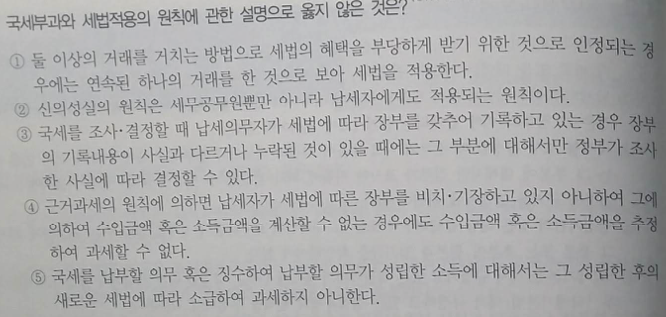 국세부과와 세법적용의 원칙에 관한 설명으로 옳지 않은 것은?
① 둘 이상의 거래를 거치는 방법으로 세법의 혜택을 부당하게 받기 위한 것으로 인정되는 경
우에는 연속된 하나의 거래를 한 것으로 보아 세법을 적용한다.
② 신의성실의 원칙은 세무공무원뿐만 아니라 납세자에게도 적용되는 원칙이다.
③ 국세를 조사·결정할 때 납세의무자가 세법에 따라 장부를 갖추어 기록하고 있는 경우 장부
의 기록내용이 사실과 다르거나 누락된 것이 있을 때에는 그 부분에 대해서만 정부가 조사
한 사실에 따라 결정할 수 있다.
④ 근거과세의 원칙에 의하면 납세자가 세법에 따른 장부를 비치·기장하고 있지 아니하여 그에
의하여 수입금액 혹은 소득금액을 계산할 수 없는 경우에도 수입금액 혹은 소득금액을 추정
하여 과세할 수 없다.
⑤ 국세를 납부할 의무 혹은 징수하여 납부할 의무가 성립한 소득에 대해서는 그 성립한 후의
새로운 세법에 따라 소급하여 과세하지 아니한다.